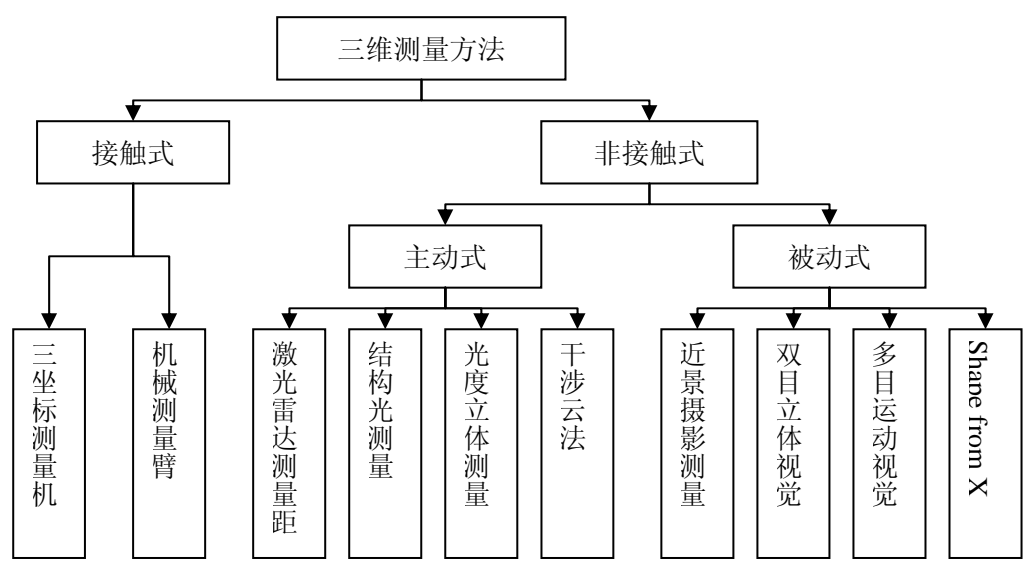 三维测量方法
接触式
非接触式
主动式
被动式
三坐标测量机
机械测量臂
激光雷达测量距
结构光测量
光度立体测量
干涉云法
近景摄影测量
双目立体视觉
多目运动视觉
Shape from X